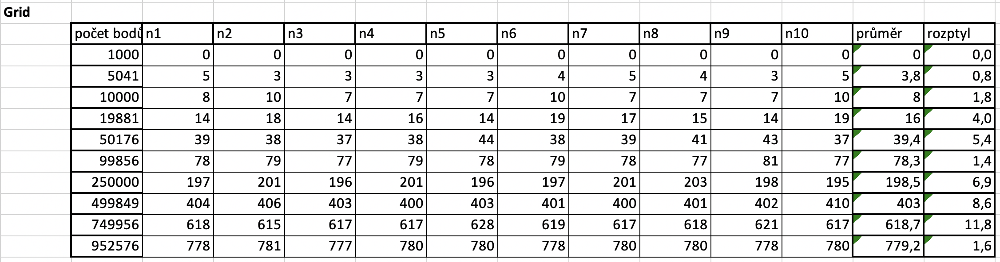 Grid
počet bodů n1 n2 n3 n4 n5 n6 n7 n8 n9 n10 průměr rozptyl
1000 0 0 0 0 0 0 0 0 0 0 0 0,0
5041 5 3 3 3 3 4 5 4 3 5 3,8 0,8
10000 8 10 7 7 7 10 7 7 7 10 8 1,8
19881 14 18 14 16 14 19 17 15 14 19 16 4,0
50176 39 38 37 38 44 38 39 41 43 37 39,4 5,4
99856 78 79 77 79 78 79 78 77 81 77 78,3 1,4
250000 197 201 196 201 196 197 201 203 198 195 198,5 6,9
499849 404 406 403 400 403 401 400 401 402 410 403 8,6
749956 618 615 617 617 628 619 617 618 621 617 618,7 11,8
952576 778 781 777 780 780 778 780 780 778 780 779,2 1,6